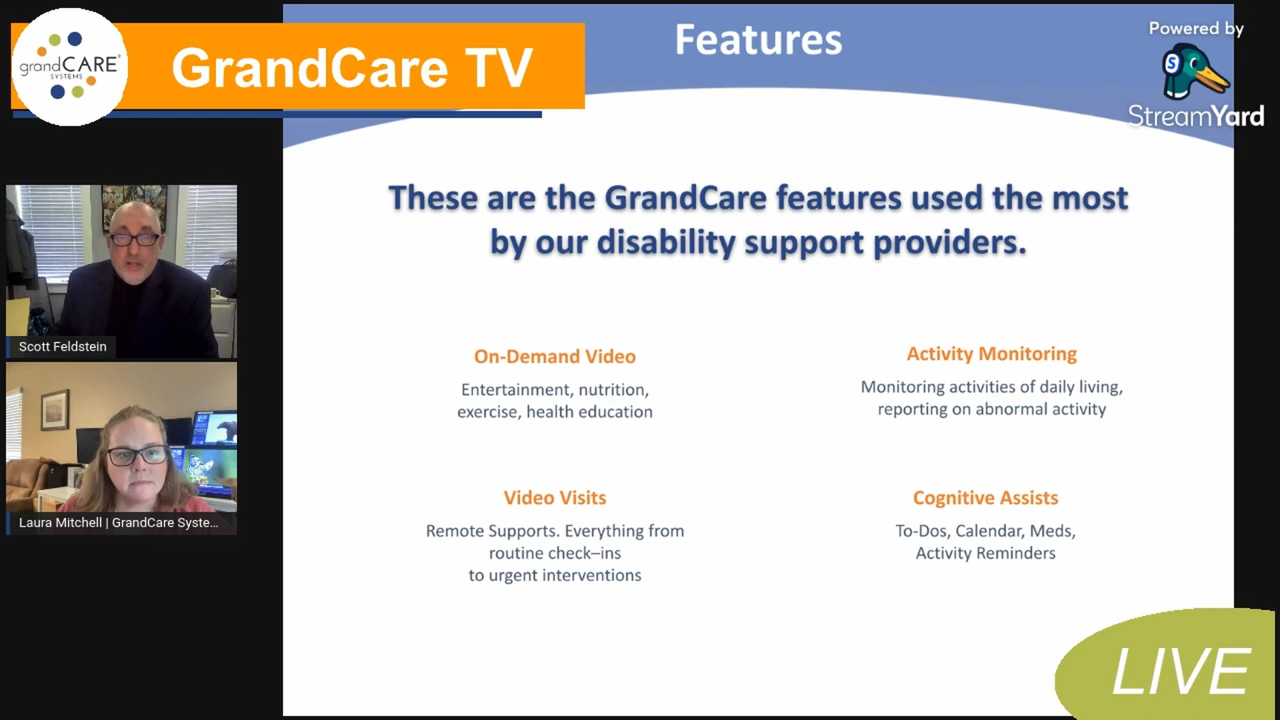 grandCARE
SYSTEMS
GrandCare TV
Features
Powered by
S
StreamYard
These are the GrandCare features used the most
by our disability support providers.
Scott Feldstein
Laura Mitchell | GrandCare Syste...
On-Demand Video
Entertainment, nutrition,
exercise, health education
Activity Monitoring
Monitoring activities of daily living,
reporting on abnormal activity
Video Visits
Remote Supports. Everything from
routine check–ins
to urgent interventions
Cognitive Assists
To-Dos, Calendar, Meds,
Activity Reminders
LIVE